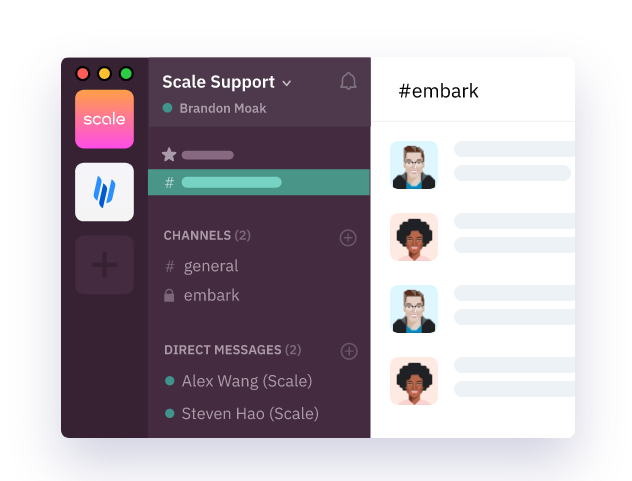 scale
Scale Support
Brandon Moak
#
CHANNELS (2)
# general
embark
DIRECT MESSAGES (2)
Alex Wang (Scale)
Steven Hao (Scale)
#embark